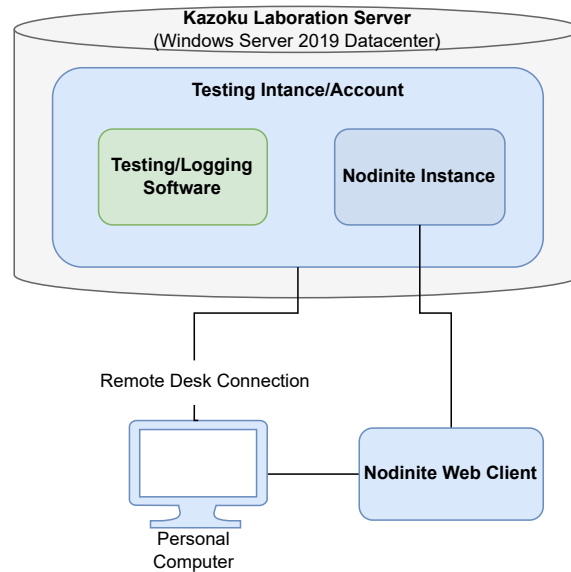 Kazoku Laboration Server
(Windows Server 2019 Datacenter)
Testing Intance/Account
Testing/Logging
Software
Nodinite Instance
Remote Desk Connection
Nodinite Web Client
Personal
Computer